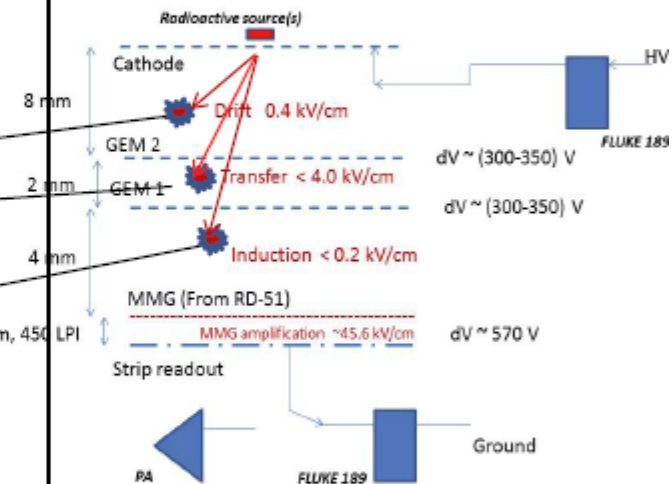 Radioactive source(s)
Cathode
HV
8 mm
Drift 0.4 kV/cm
FLUKE 189
GEM 2
dV ~ (300-350) V
2 mm
GEM 1
Transfer < 4.0 kV/cm
dV ~ (300-350) V
4 mm
Induction < 0.2 kV/cm
MMG (From RD-51)
m, 450 LPI
MMG amplification ~45.6 kV/cm
dV ~ 570 V
Strip readout
Ground
PA
FLUKE 189